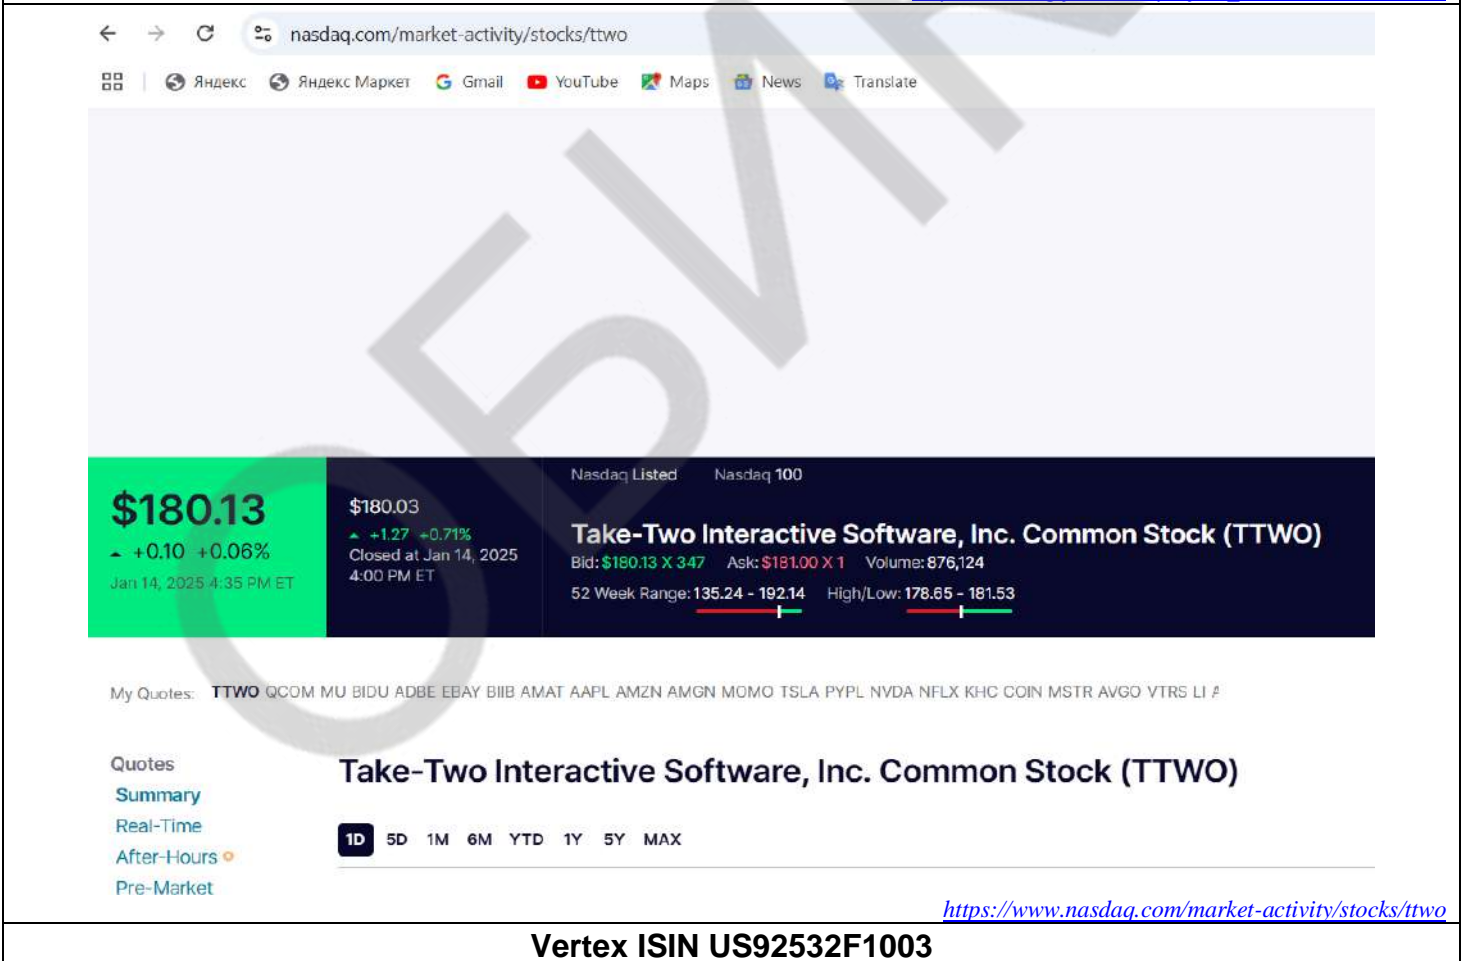 nasdaq.com/market-activity/stocks/ttwo
Яндекс Яндекс Маркет Gmail YouTube Maps News Translate
Nasdaq Listed Nasdaq 100
$180.13
+0.10 +0.06%
Jan 14, 2025 4:35 PM ET
$180.03
+1.27 +0.71%
Closed at Jan 14, 2025
4:00 PM ET
Take-Two Interactive Software, Inc. Common Stock (TTWO)
Bid: $180.13 X 347 Ask: $181.00 X 1 Volume: 876,124
52 Week Range: 135.24 - 192.14 High/Low: 178.65 - 181.53
My Quotes: TTWO QCOM MU BIDU ADBE EBAY BIIB AMAT AAPL AMZN AMGN MOMO TSLA PYPL NVDA NFLX KHC COIN MSTR AVGO VTRS LI
Quotes
Summary
Real-Time
After-Hours
Pre-Market
Take-Two Interactive Software, Inc. Common Stock (TTWO)
1D 5D 1M 6M YTD 1Y 5Y MAX
https://www.nasdaq.com/market-activity/stocks/ttwo
Vertex ISIN US92532F1003